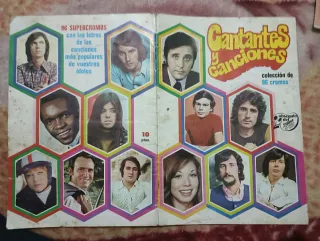 96 SUPERCROMOS
con las letras
de las
canciones
más populares
de vuestros
ídolos
10
ptas
Cantantes
y
canciones
colección de
96 cromos